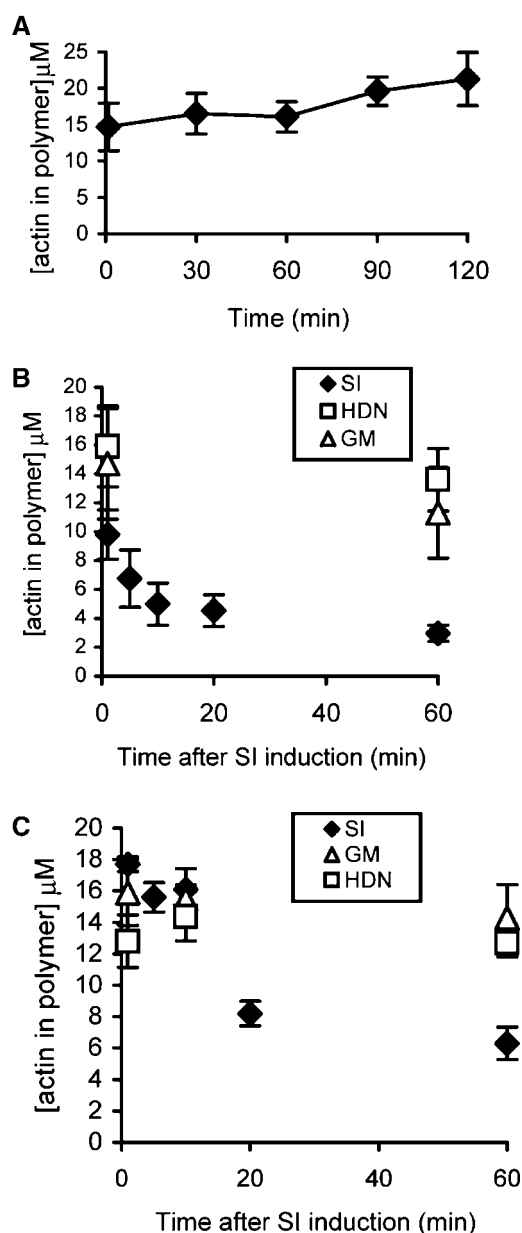 A
[actin in polymer] µM
25
20
15
10
5
0
0 30 60 90 120
Time (min)
B
[actin in polymer] µM
20
18
16
14
12
10
8
6
4
2
0
SI
HDN
GM
0 20 40 60
Time after SI induction (min)
C
[actin in polymer] µM
20
18
16
14
12
10
8
6
4
2
0
SI
GM
HDN
0 20 40 60
Time after SI induction (min)